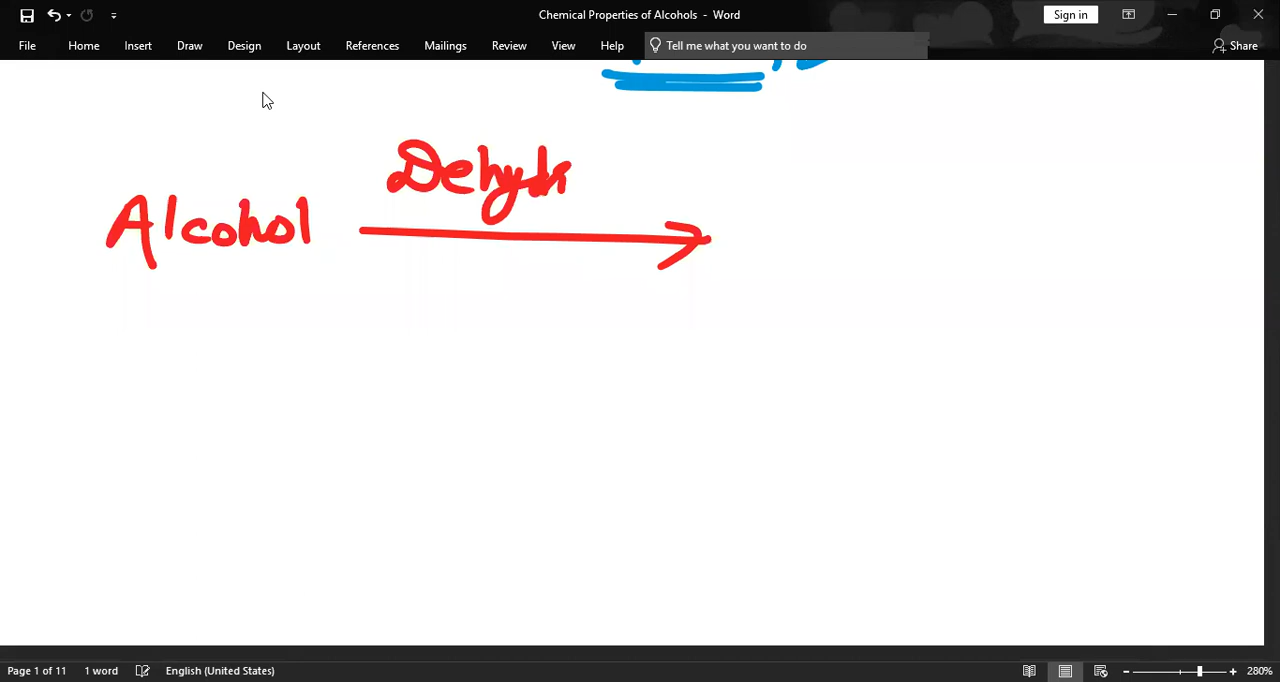 Chemical Properties of Alcohols - Word
Sign in
File Home Insert Draw Design Layout References Mailings Review View Help Tell me what you want to do Share
Dehydr
Alcohol
Page 1 of 11 1 word English (United States) 280%